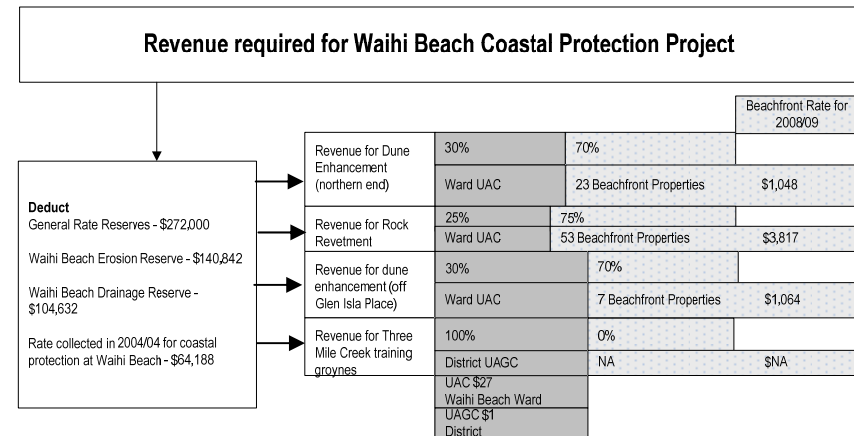 Revenue required for Waihi Beach Coastal Protection Project
Beachfront Rate for
2008/09
Deduct
General Rate Reserves - $272,000
Waihi Beach Erosion Reserve - $140,842
Waihi Beach Drainage Reserve -
$104,632
Rate collected in 2004/04 for coastal
protection at Waihi Beach - $64,188
Revenue for Dune
Enhancement
(northern end)
30%
70%
Ward UAC
23 Beachfront Properties
$1,048
Revenue for Rock
Revetment
25%
75%
Ward UAC
53 Beachfront Properties
$3,817
Revenue for dune
enhancement (off
Glen Isla Place)
30%
70%
Ward UAC
7 Beachfront Properties
$1,064
Revenue for Three
Mile Creek training
groynes
100%
0%
District UAGC
NA
$NA
UAC $27
Waihi Beach Ward
UAGC $1
District